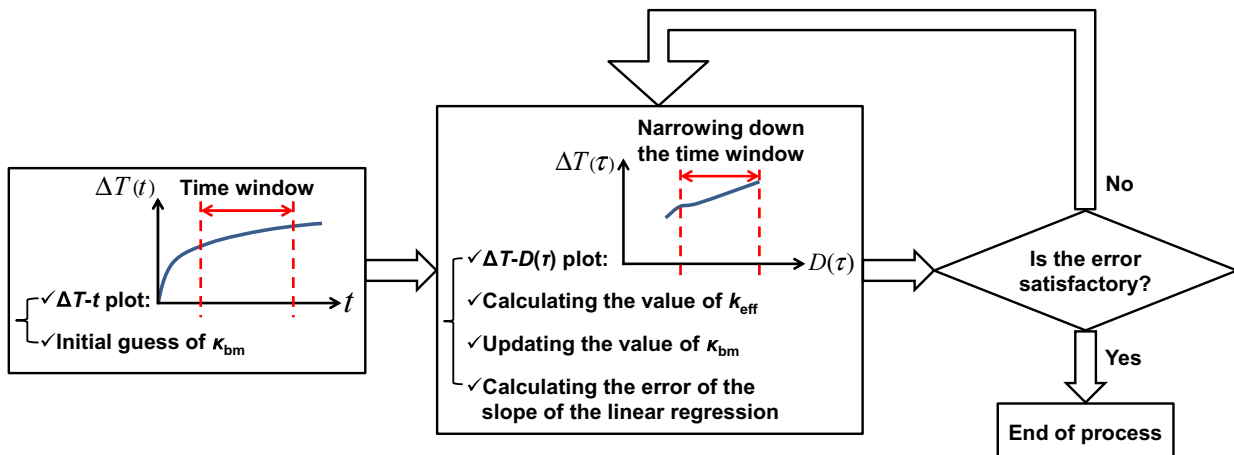 ΔT(t)
Time window
t
✓ΔT-t plot:
✓Initial guess of κbm
Narrowing down
the time window
ΔT(τ)
D(τ)
✓ΔT-D(τ) plot:
✓Calculating the value of keff
✓Updating the value of κbm
✓Calculating the error of the
slope of the linear regression
No
Is the error
satisfactory?
Yes
End of process